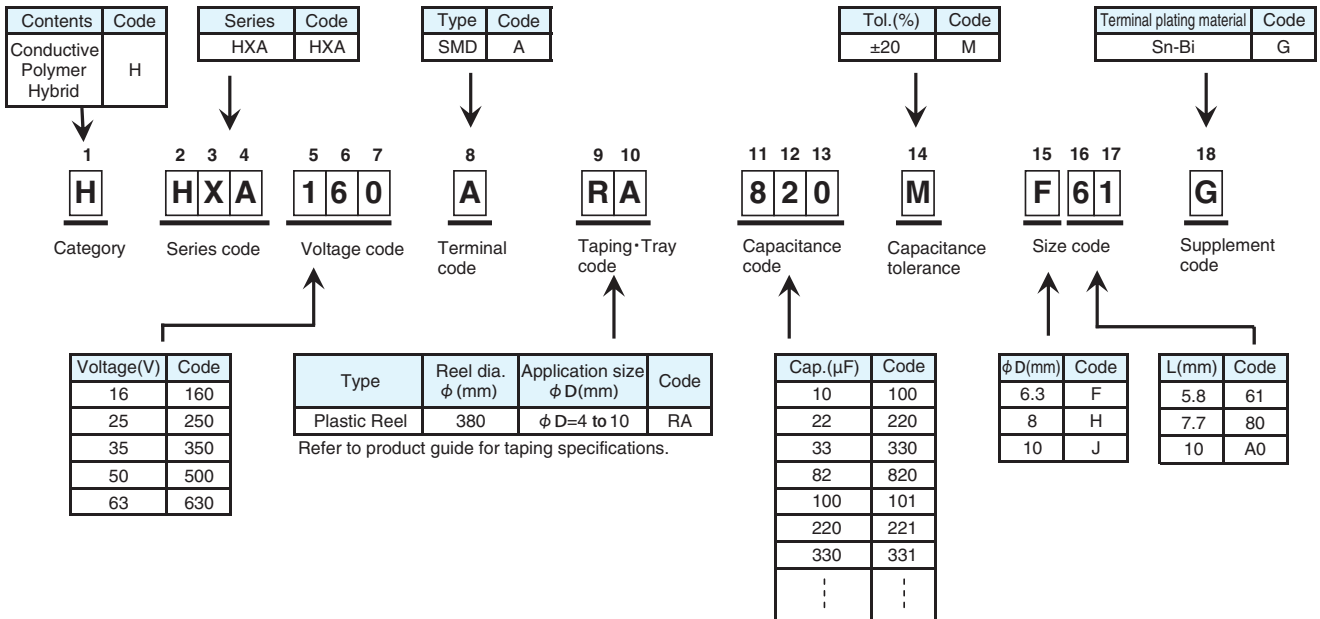 Contents Code
Conductive Polymer Hybrid H
Series Code
HXA HXA
Type Code
SMD A
Tol.(%) Code
±20 M
Terminal plating material Code
Sn-Bi G
1 2 3 4 5 6 7 8 9 10 11 12 13 14 15 16 17 18
H H X A 1 6 0 A R A 8 2 0 M F 6 1 G
Category
Series code
Voltage code
Terminal
code
Taping・Tray
code
Capacitance
code
Capacitance
tolerance
Size code
Supplement
code
Voltage(V) Code
16 160
25 250
35 350
50 500
63 630
Type Reel dia. φ (mm) Application size φ D(mm) Code
Plastic Reel 380 φ D=4 to 10 RA
Refer to product guide for taping specifications.
Cap.(µF) Code
10 100
22 220
33 330
82 820
100 101
220 221
330 331
φ D(mm) Code
6.3 F
8 H
10 J
L(mm) Code
5.8 61
7.7 80
10 A0